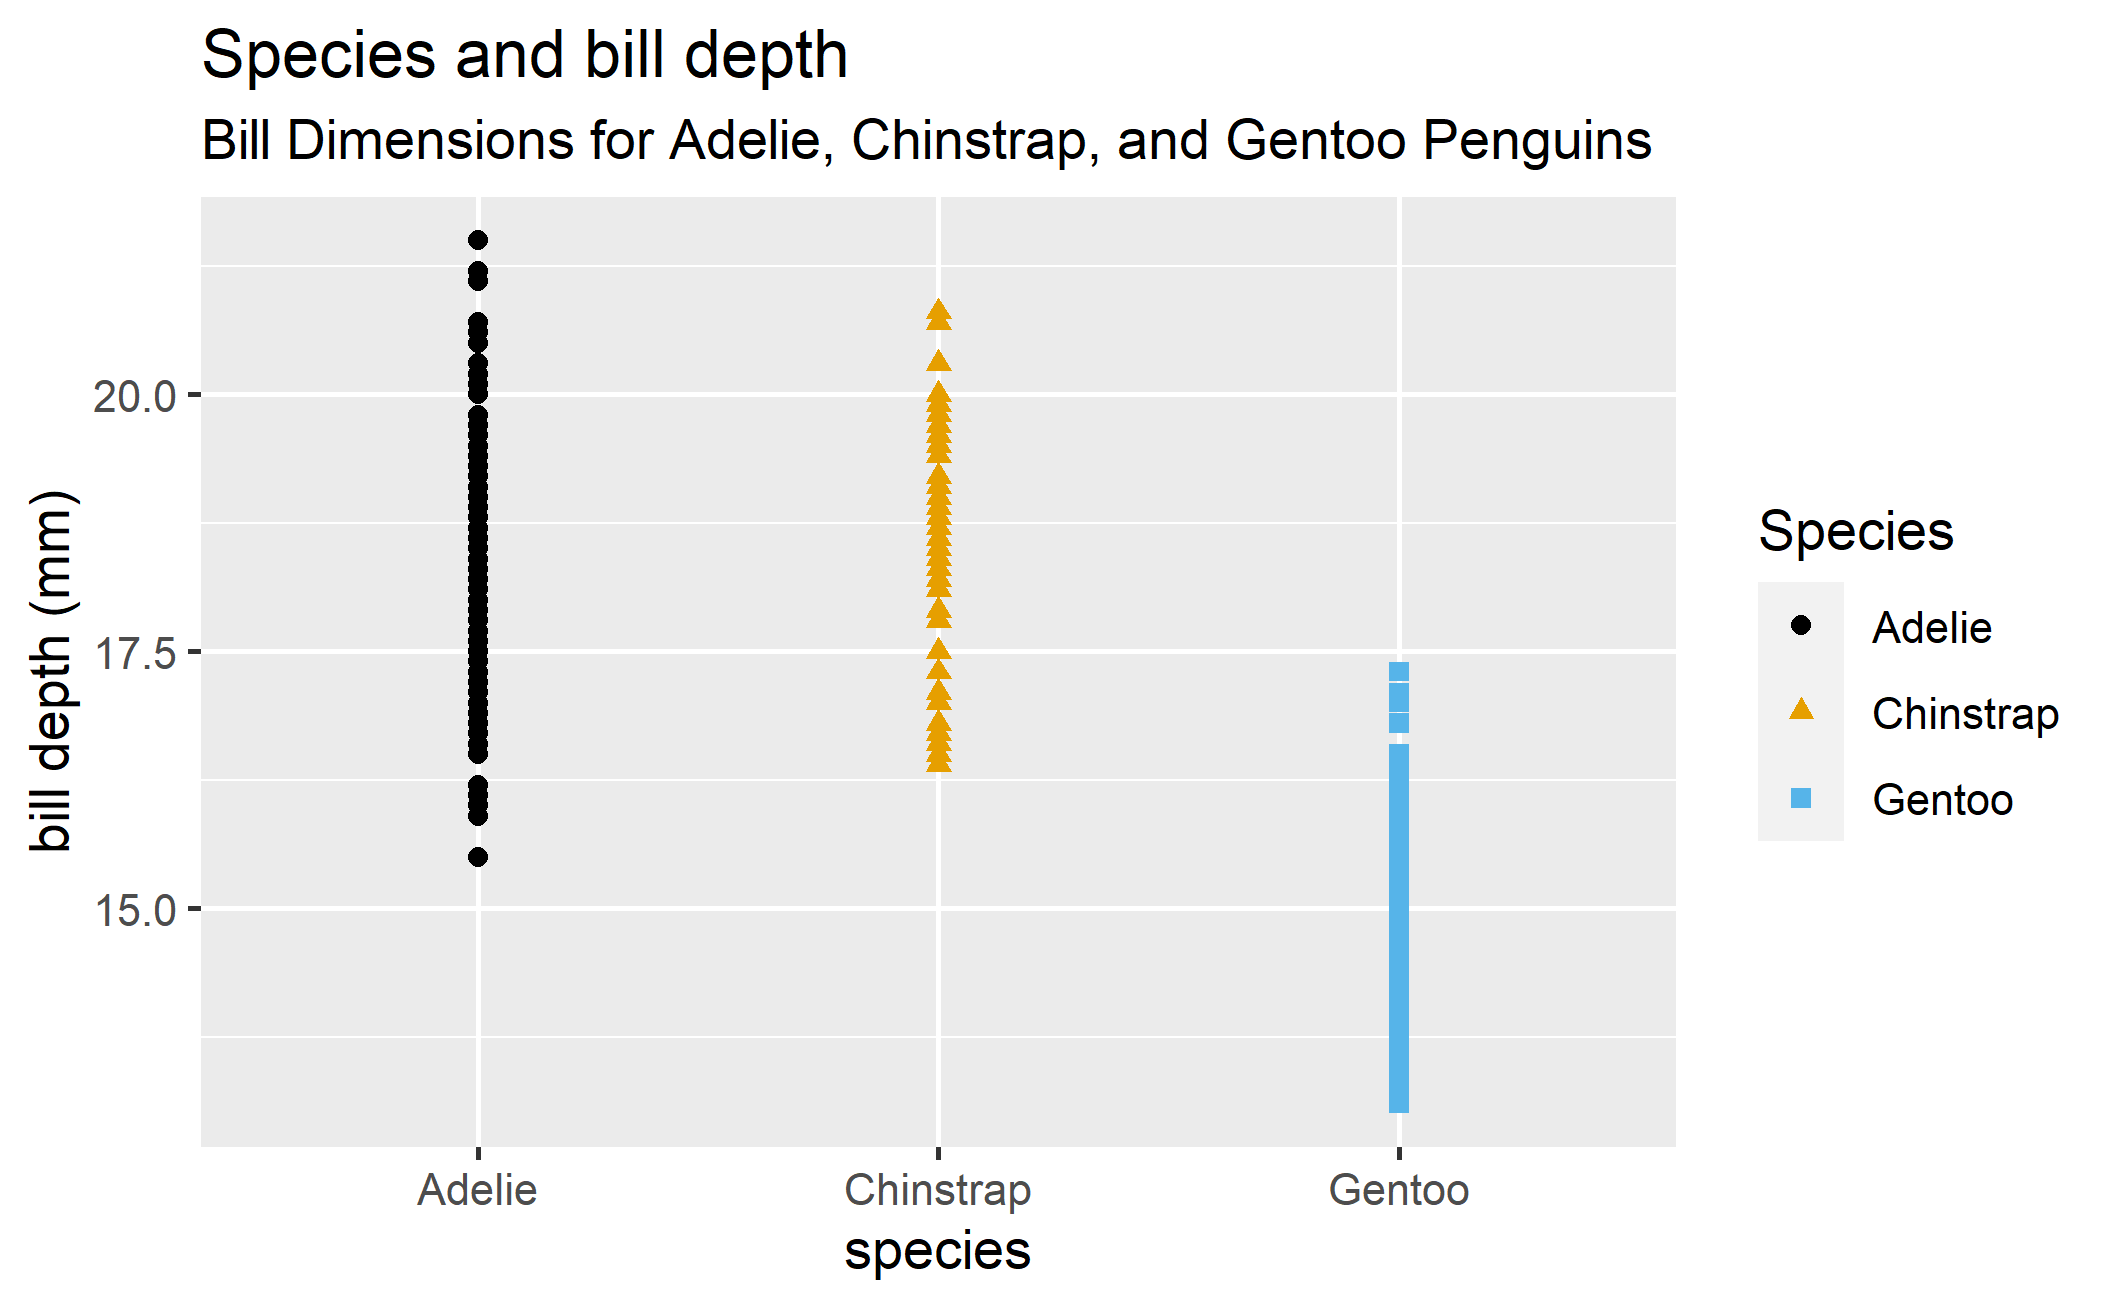 Species and bill depth
Bill Dimensions for Adelie, Chinstrap, and Gentoo Penguins
bill depth (mm)
20.0
17.5
15.0
Adelie
Chinstrap
Gentoo
species
Species
Adelie
Chinstrap
Gentoo